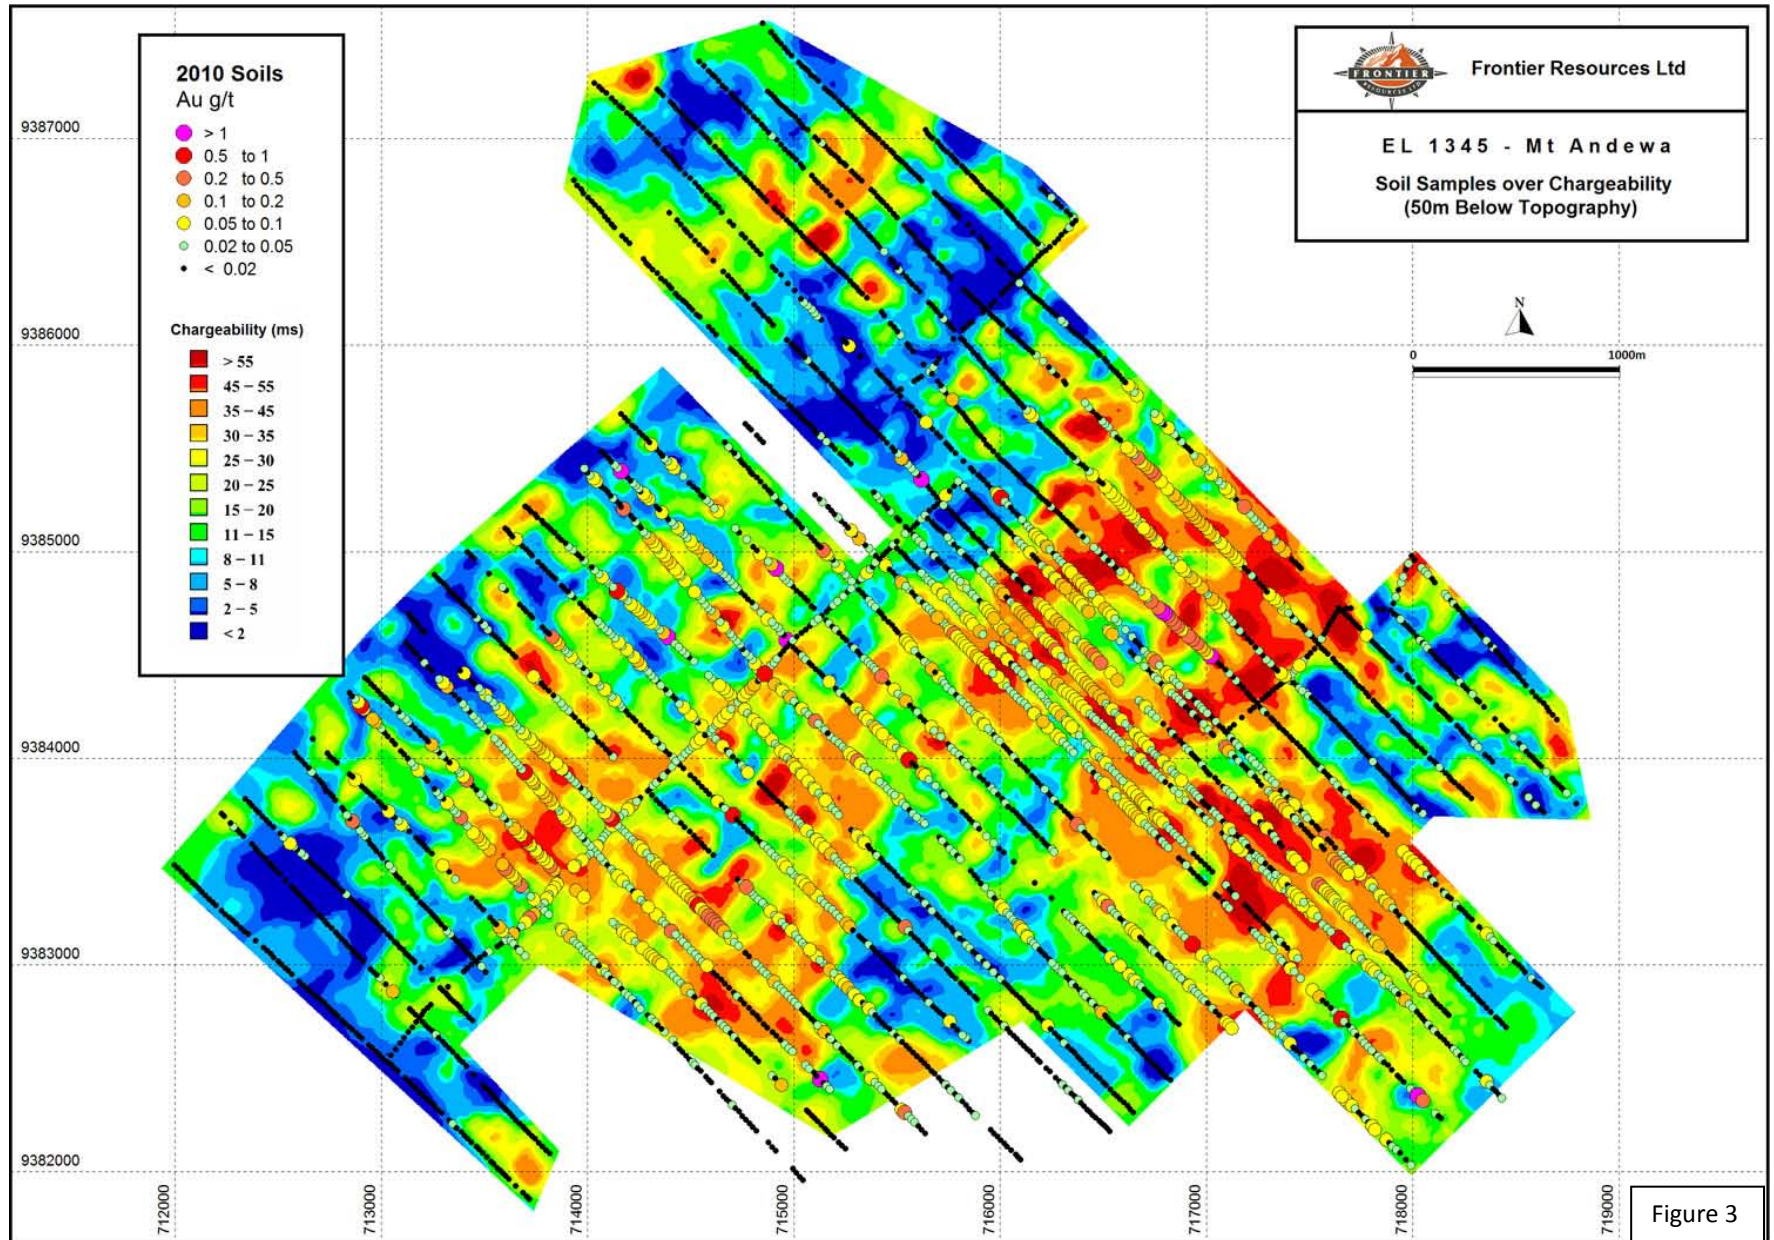 2010 Soils
Au g/t
> 1
0.5 to 1
0.2 to 0.5
0.1 to 0.2
0.05 to 0.1
0.02 to 0.05
< 0.02
Chargeability (ms)
> 55
45 – 55
35 – 45
30 – 35
25 – 30
20 – 25
15 – 20
11 – 15
8 – 11
5 – 8
2 – 5
< 2
FRONTIER
RESOURCES LTD
Frontier Resources Ltd
EL 1345 - Mt Andewa
Soil Samples over Chargeability
(50m Below Topography)
N
0 1000m
9387000
9386000
9385000
9384000
9383000
9382000
712000
713000
714000
715000
716000
717000
718000
719000
Figure 3